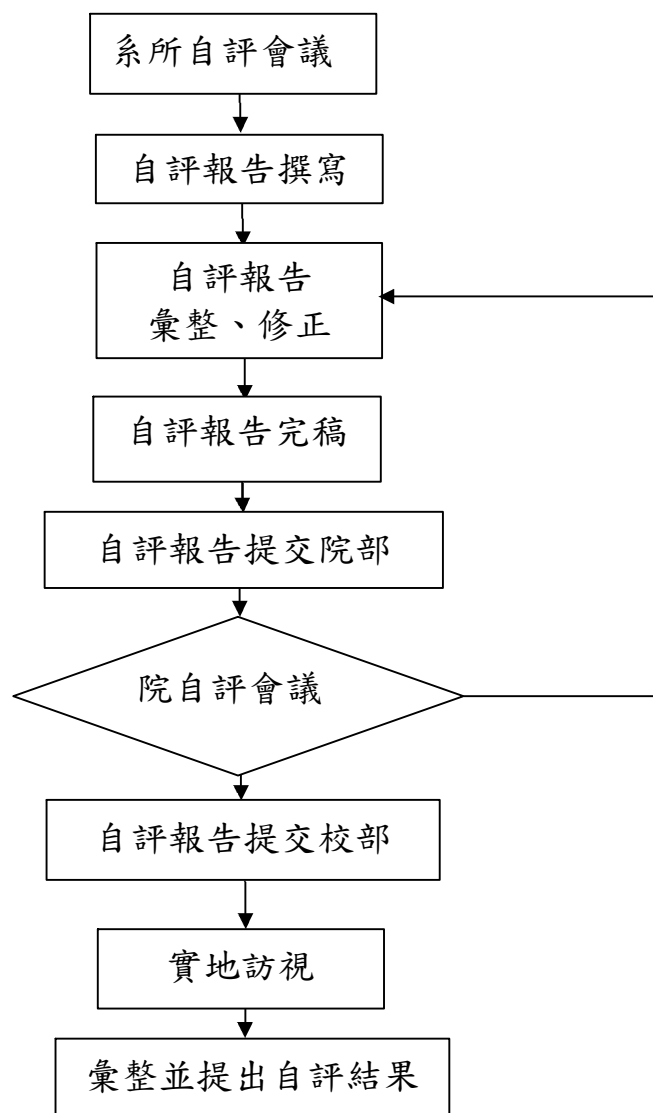 系所自評會議
自評報告撰寫
自評報告
彙整、修正
自評報告完稿
自評報告提交院部
院自評會議
自評報告提交校部
實地訪視
彙整並提出自評結果